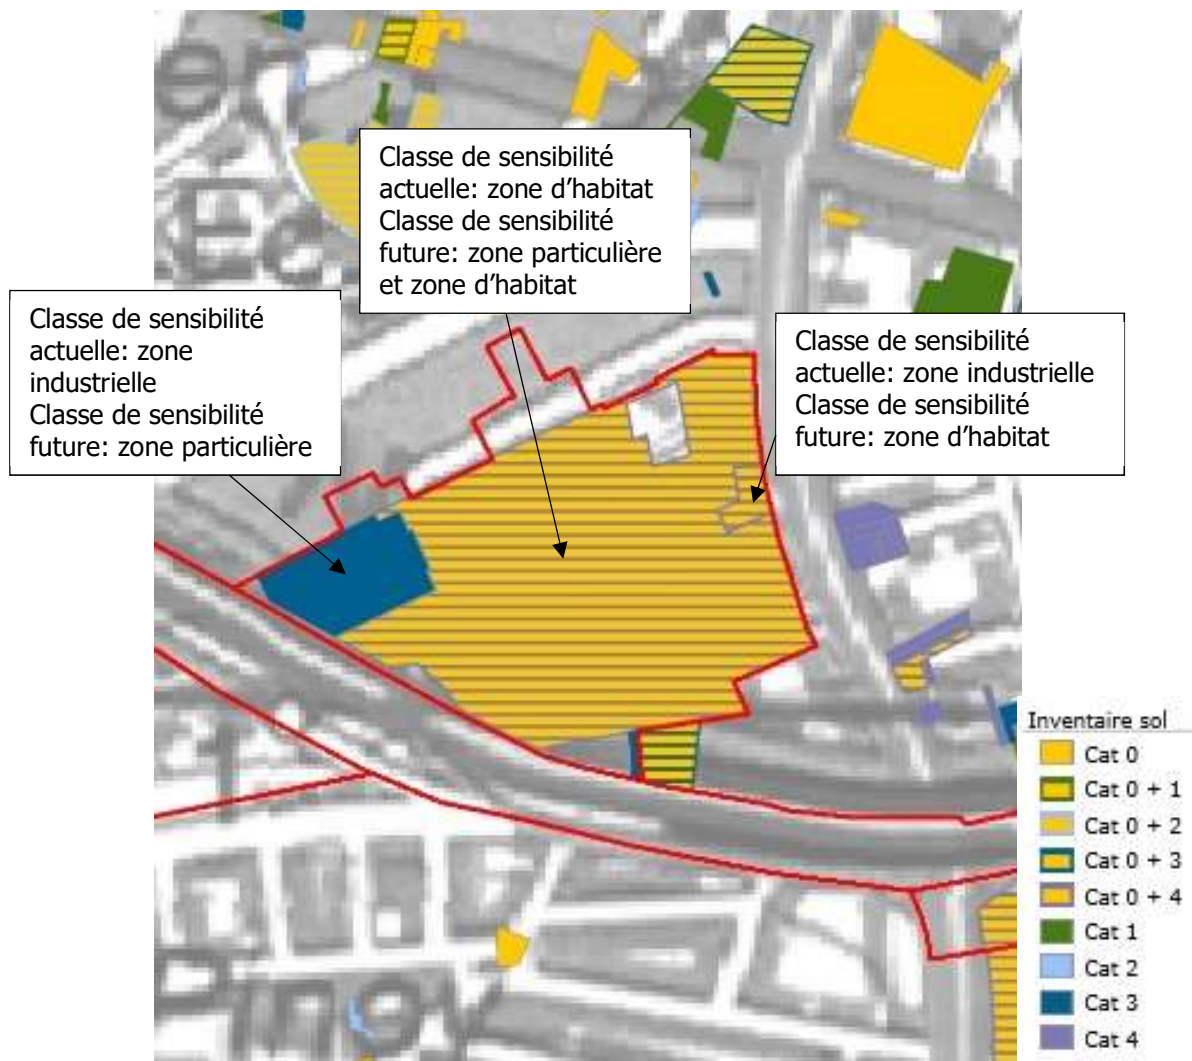 Classe de sensibilité
actuelle: zone d’habitat
Classe de sensibilité
future: zone particulière
et zone d’habitat
Classe de sensibilité
actuelle: zone
industrielle
Classe de sensibilité
future: zone particulière
Classe de sensibilité
actuelle: zone industrielle
Classe de sensibilité
future: zone d’habitat
Inventaire sol
Cat 0
Cat 0 + 1
Cat 0 + 2
Cat 0 + 3
Cat 0 + 4
Cat 1
Cat 2
Cat 3
Cat 4